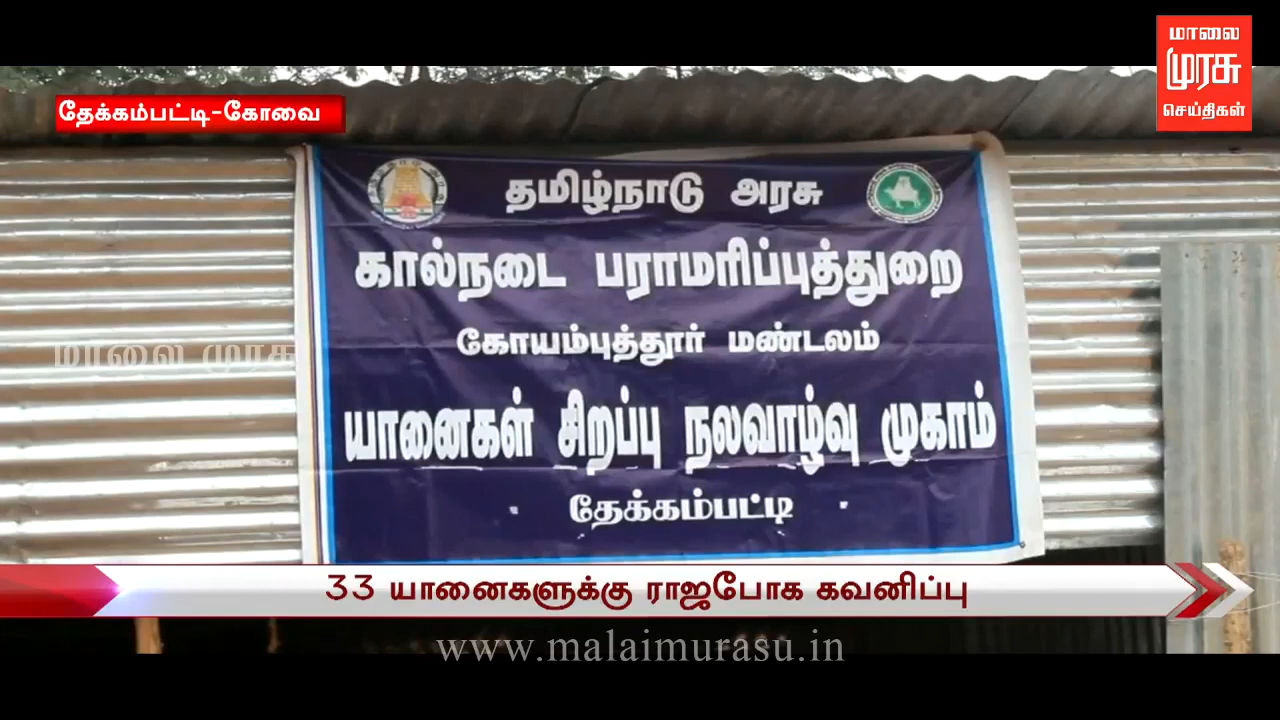 மாலை
முரசு
செய்திகள்
தேக்கம்பட்டி-கோவை
தமிழ்நாடு அரசு
கால்நடை பராமரிப்புத்துறை
கோயம்புத்தூர் மண்டலம்
மாலை முரசு
யானைகள் சிறப்பு நலவாழ்வு முகாம்
தேக்கம்பட்டி
33 யானைகளுக்கு ராஜபோக கவனிப்பு
www.malaimurasu.in